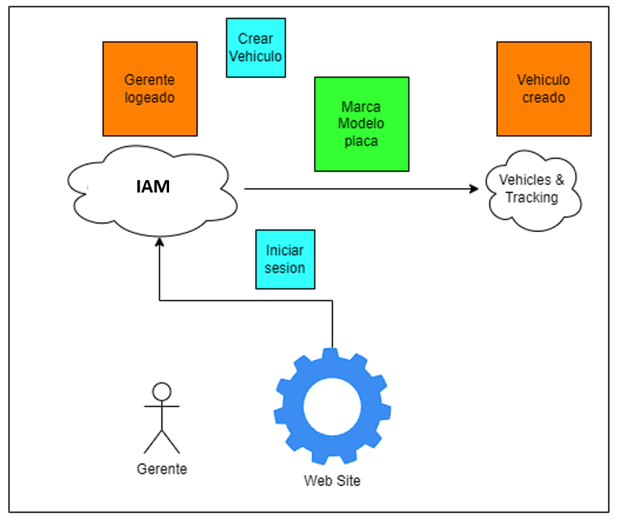 Crear
Vehiculo
Gerente
logeado
Vehiculo
creado
Marca
Modelo
placa
IAM
Vehicles &
Tracking
Iniciar
sesion
Gerente
Web Site